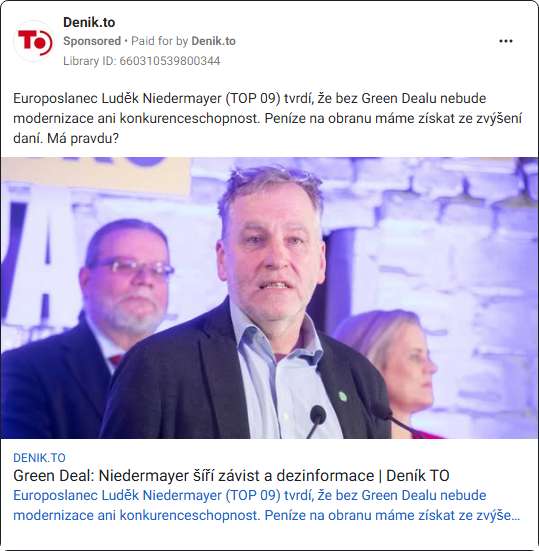 Denik.to
Sponsored • Paid for by Denik.to
Library ID: 660310539800344
Europoslanec Luděk Niedermayer (TOP 09) tvrdí, že bez Green Dealu nebude
modernizace ani konkurenceschopnost. Peníze na obranu máme získat ze zvýšení
daní. Má pravdu?
DENIK.TO
Green Deal: Niedermayer šíří závist a dezinformace | Deník TO
Europoslanec Luděk Niedermayer (TOP 09) tvrdí, že bez Green Dealu nebude
modernizace ani konkurenceschopnost. Peníze na obranu máme získat ze zvýše...